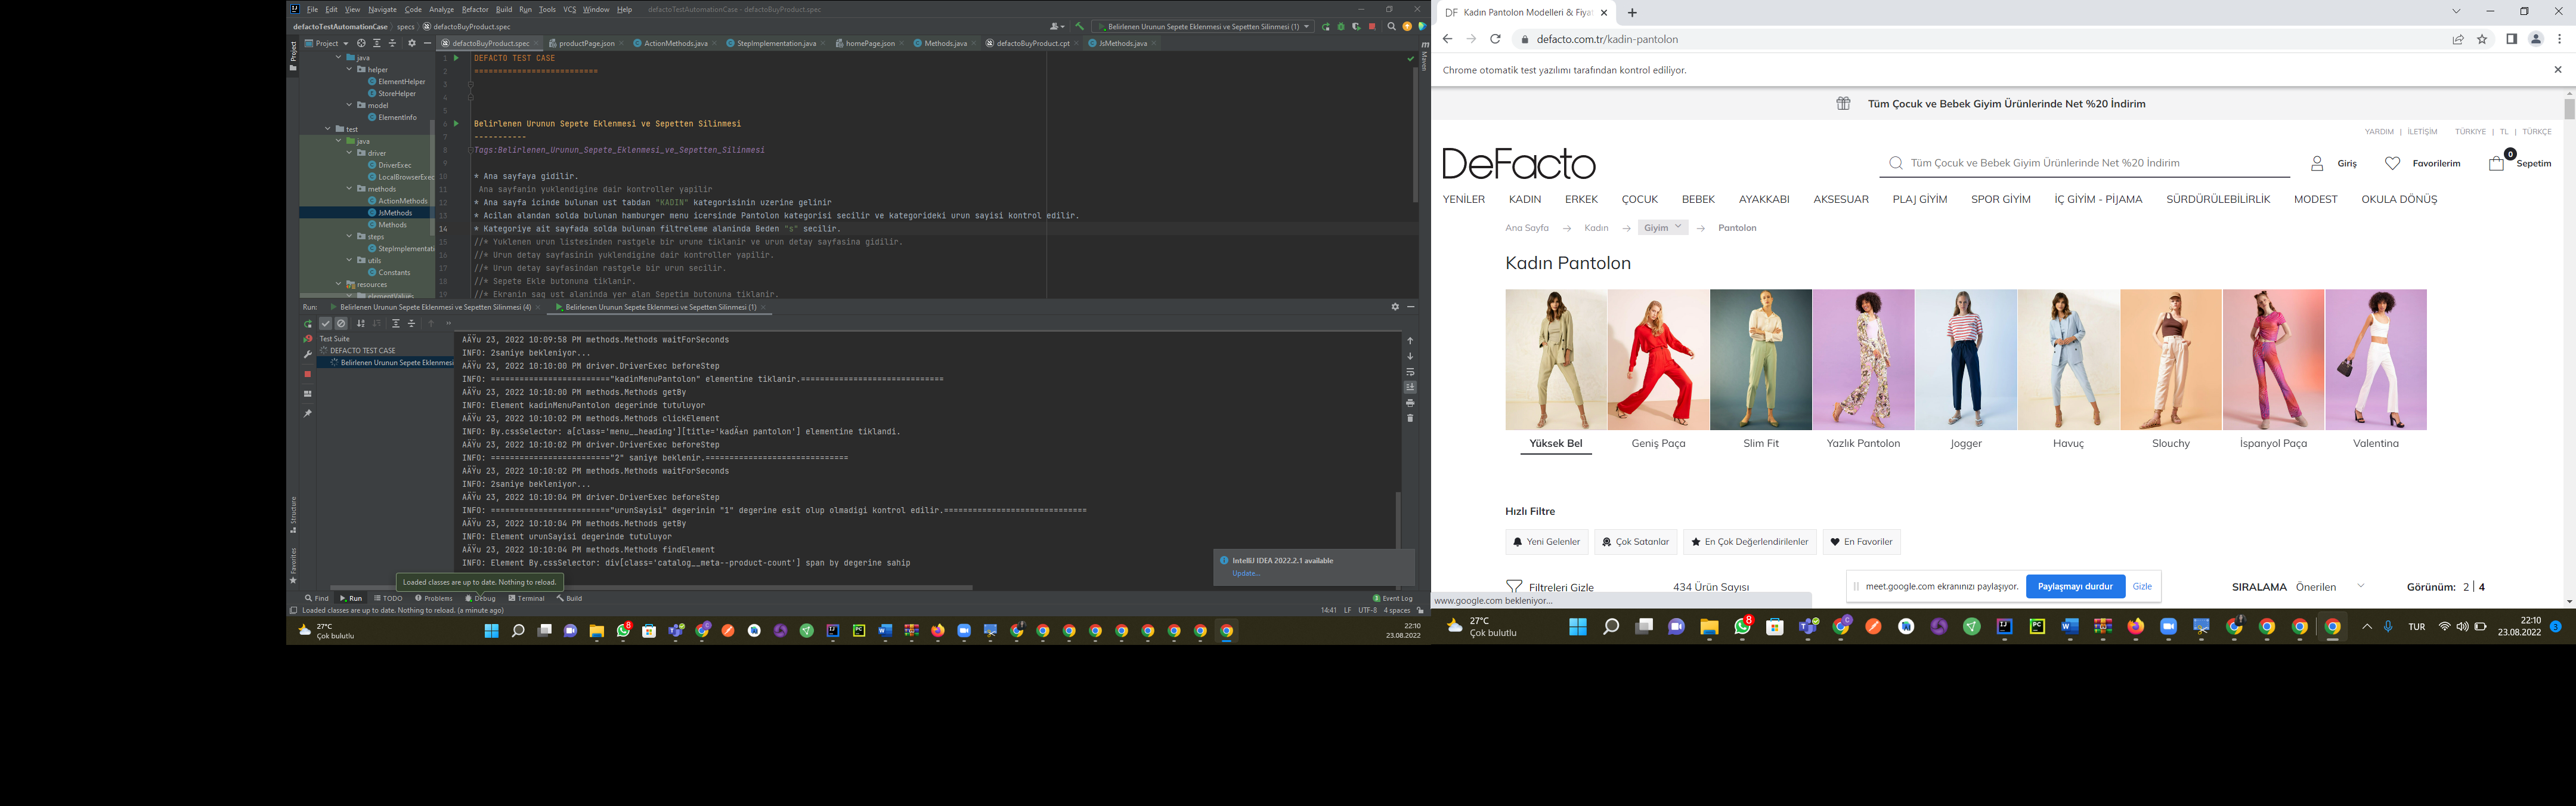 File Edit View Navigate Code Analyze Refactor Build Run Tools VCS Window Help defactoTestAutomationCase - defactoBuyProduct.spec
defactoTestAutomationCase specs defactoBuyProduct.spec
Belirlenen Urunun Sepete Eklenmesi ve Sepetten Silinmesi (1)
Project
defactoBuyProduct.spec productPage.json ActionMethods.java StepImplementation.java homePage.json Methods.java defactoBuyProduct.cpt JsMethods.java
Project
Maven
java
helper
ElementHelper
StoreHelper
model
ElementInfo
test
java
driver
DriverExec
LocalBrowserExec
methods
ActionMethods
JsMethods
Methods
steps
StepImplementati
utils
Constants
resources
elementValues
1 DEFACTO TEST CASE
2 ==========================
3
4
5
6 Belirlenen Urunun Sepete Eklenmesi ve Sepetten Silinmesi
7 -----------
8 Tags:Belirlenen_Urunun_Sepete_Eklenmesi_ve_Sepetten_Silinmesi
9
10 * Ana sayfaya gidilir.
11 Ana sayfanin yuklendigine dair kontroller yapilir
12 * Ana sayfa icinde bulunan ust tabdan "KADIN" kategorisinin uzerine gelinir
13 * Acilan alandan solda bulunan hamburger menu icersinde Pantolon kategorisi secilir ve kategorideki urun sayisi kontrol edilir.
14 * Kategoriye ait sayfada solda bulunan filtreleme alaninda Beden "s" secilir.
15 //* Yuklenen urun listesinden rastgele bir urune tiklanir ve urun detay sayfasina gidilir.
16 //* Urun detay sayfasinin yuklendigine dair kontroller yapilir.
17 //* Urun detay sayfasindan rastgele bir urun secilir.
18 //* Sepete Ekle butonuna tiklanir.
19 //* Ekranin sag ust alaninda yer alan Sepetim butonuna tiklanir.
Run: Belirlenen Urunun Sepete Eklenmesi ve Sepetten Silinmesi (4) Belirlenen Urunun Sepete Eklenmesi ve Sepetten Silinmesi (1)
Test Suite
DEFACTO TEST CASE
Belirlenen Urunun Sepete Eklenmesi
AÄŸu 23, 2022 10:09:58 PM methods.Methods waitForSeconds
INFO: 2saniye bekleniyor...
AÄŸu 23, 2022 10:10:00 PM driver.DriverExec beforeStep
INFO: ========================="kadinMenuPantolon" elementine tiklanir.==============================
AÄŸu 23, 2022 10:10:00 PM methods.Methods getBy
INFO: Element kadinMenuPantolon degerinde tutuluyor
AÄŸu 23, 2022 10:10:02 PM methods.Methods clickElement
INFO: By.cssSelector: a[class='menu__heading'][title='kadÄ±n pantolon'] elementine tiklandi.
AÄŸu 23, 2022 10:10:02 PM driver.DriverExec beforeStep
INFO: ========================="2" saniye beklenir.==============================
AÄŸu 23, 2022 10:10:02 PM methods.Methods waitForSeconds
INFO: 2saniye bekleniyor...
AÄŸu 23, 2022 10:10:04 PM driver.DriverExec beforeStep
INFO: ========================="urunSayisi" degerinin "1" degerine esit olup olmadigi kontrol edilir.==============================
AÄŸu 23, 2022 10:10:04 PM methods.Methods getBy
INFO: Element urunSayisi degerinde tutuluyor
AÄŸu 23, 2022 10:10:04 PM methods.Methods findElement
INFO: Element By.cssSelector: div[class='catalog__meta--product-count'] span by degerine sahip
Structure
Favorites
IntelliJ IDEA 2022.2.1 available
Update...
Loaded classes are up to date. Nothing to reload.
Find Run TODO Problems Debug Terminal Build Event Log
Loaded classes are up to date. Nothing to reload. (a minute ago) 14:41 LF UTF-8 4 spaces
27°C
Çok bulutlu
8
22:10
23.08.2022
DF Kadın Pantolon Modelleri & Fiya
defacto.com.tr/kadin-pantolon
Chrome otomatik test yazılımı tarafından kontrol ediliyor.
Tüm Çocuk ve Bebek Giyim Ürünlerinde Net %20 İndirim
YARDIM | İLETİŞİM TÜRKIYE | TL | TÜRKÇE
DeFacto
Tüm Çocuk ve Bebek Giyim Ürünlerinde Net %20 İndirim
Giriş Favorilerim 0 Sepetim
YENİLER KADIN ERKEK ÇOCUK BEBEK AYAKKABI AKSESUAR PLAJ GİYİM SPOR GİYİM İÇ GİYİM - PİJAMA SÜRDÜRÜLEBİLİRLİK MODEST OKULA DÖNÜŞ
Ana Sayfa → Kadın → Giyim → Pantolon
Kadın Pantolon
Yüksek Bel Geniş Paça Slim Fit Yazlık Pantolon Jogger Havuç Slouchy İspanyol Paça Valentina
Hızlı Filtre
Yeni Gelenler Çok Satanlar En Çok Değerlendirilenler En Favoriler
Filtreleri Gizle 434 Ürün Sayısı
meet.google.com ekranınızı paylaşıyor. Paylaşmayı durdur Gizle
SIRALAMA Önerilen Görünüm: 2 | 4
www.google.com bekleniyor...
27°C
Çok bulutlu
8
TUR
22:10
23.08.2022
3